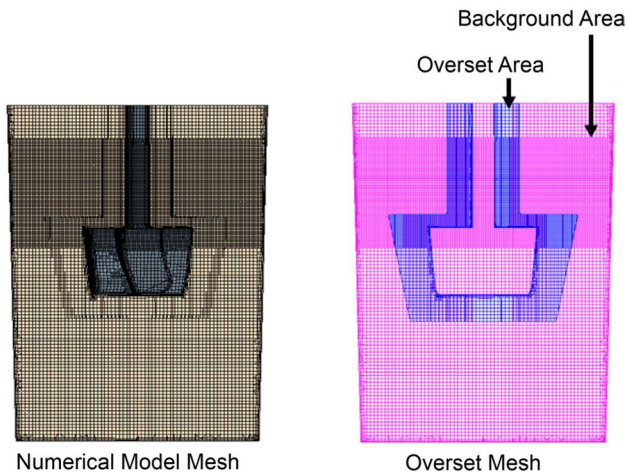 Background Area
Overset Area
Numerical Model Mesh
Overset Mesh